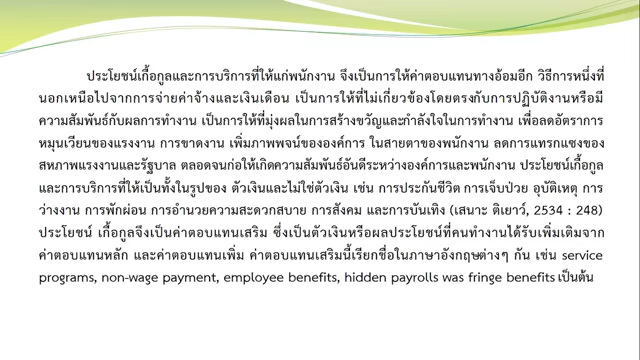 ประโยชน์เกื้อกูลและการบริการที่ให้แก่พนักงาน จึงเป็นการให้ค่าตอบแทนทางอ้อมอีก วิธีการหนึ่งที่
นอกเหนือไปจากการจ่ายค่าจ้างและเงินเดือน เป็นการให้ที่ไม่เกี่ยวข้องโดยตรงกับการปฏิบัติงานหรือมี
ความสัมพันธ์กับผลการทำงาน เป็นการให้ที่มุ่งผลในการสร้างขวัญและกำลังใจในการทำงาน เพื่อลดอัตราการ
หมุนเวียนของแรงงาน การขาดงาน เพิ่มภาพพจน์ขององค์การ ในสายตาของพนักงาน ลดการแทรกแซงของ
สหภาพแรงงานและรัฐบาล ตลอดจนก่อให้เกิดความสัมพันธ์อันดีระหว่างองค์การและพนักงาน ประโยชน์เกื้อกูล
และการบริการที่ให้เป็นทั้งในรูปของ ตัวเงินและไม่ใช่ตัวเงิน เช่น การประกันชีวิต การเจ็บป่วย อุบัติเหตุ การ
ว่างงาน การพักผ่อน การอำนวยความสะดวกสบาย การสังคม และการบันเทิง (เสนาะ ติเยาว์, 2534 : 248)
ประโยชน์ เกื้อกูลจึงเป็นค่าตอบแทนเสริม ซึ่งเป็นตัวเงินหรือผลประโยชน์ที่คนทำงานได้รับเพิ่มเติมจาก
ค่าตอบแทนหลัก และค่าตอบแทนเพิ่ม ค่าตอบแทนเสริมนี้เรียกชื่อในภาษาอังกฤษต่างๆ กัน เช่น service
programs, non-wage payment, employee benefits, hidden payrolls was fringe benefits เป็นต้น